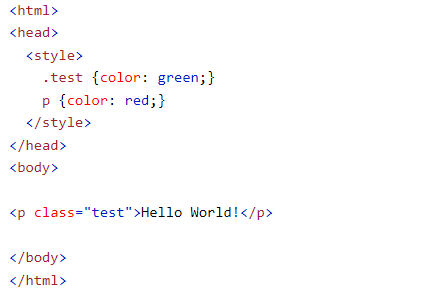 <html>
<head>
  <style>
    .test {color: green;}
    p {color: red;}
  </style>
</head>
<body>

<p class="test">Hello World!</p>

</body>
</html>